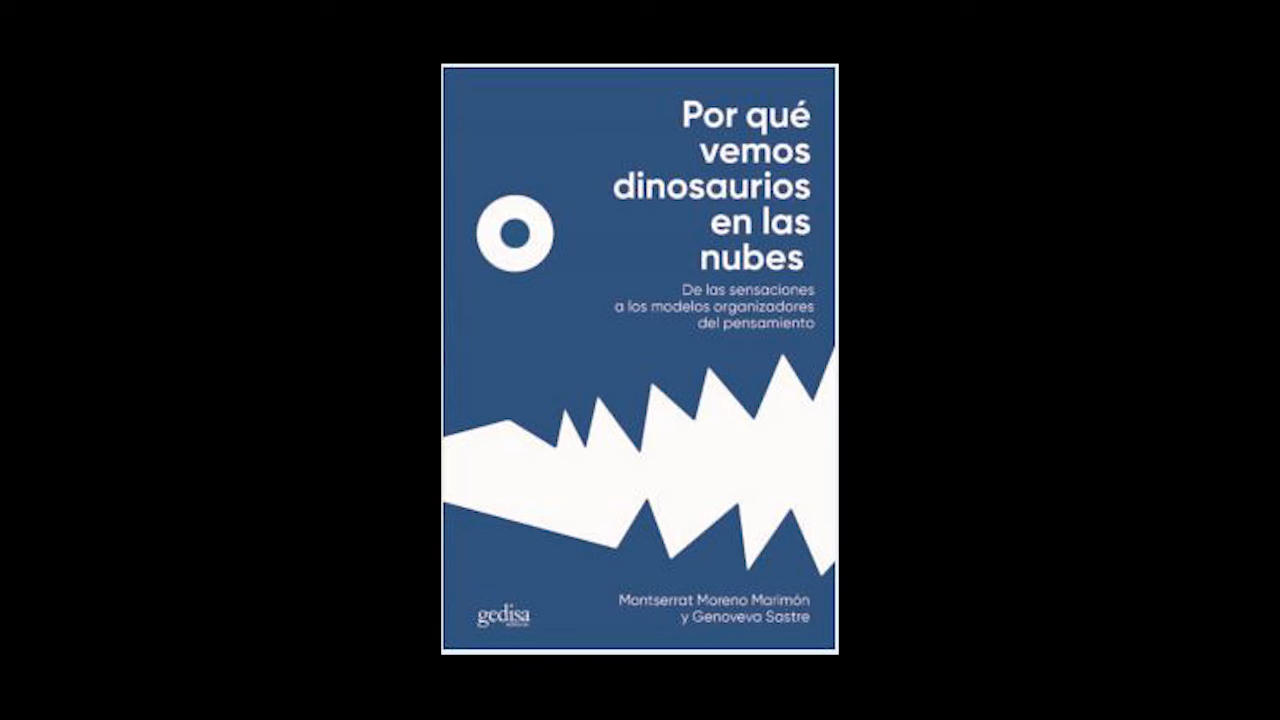 Por qué
vemos
dinosaurios
en las
nubes
De las sensaciones
a los modelos organizadores
del pensamiento
Montserrat Moreno Marimón
y Genoveva Sastre
gedisa